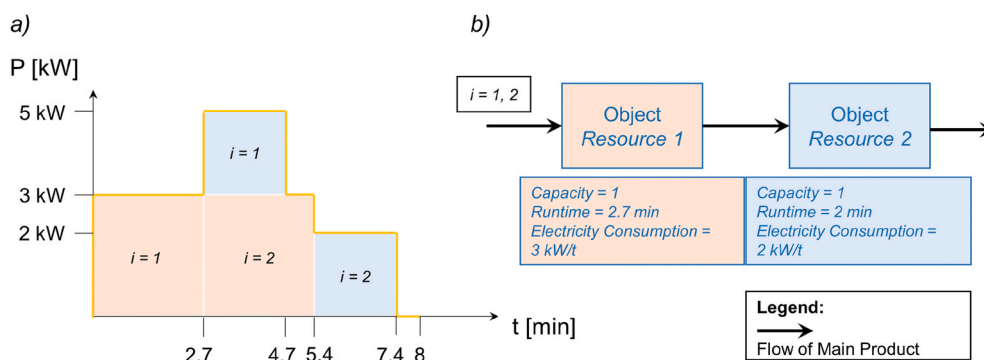 a)
P [kW]
5 kW
3 kW
2 kW
i = 1
i = 1
i = 2
i = 2
2.7
4.7
5.4
7.4
8
t [min]
b)
i = 1, 2
Object
Resource 1
Object
Resource 2
Capacity = 1
Runtime = 2.7 min
Electricity Consumption =
3 kW/t
Capacity = 1
Runtime = 2 min
Electricity Consumption =
2 kW/t
Legend:
Flow of Main Product